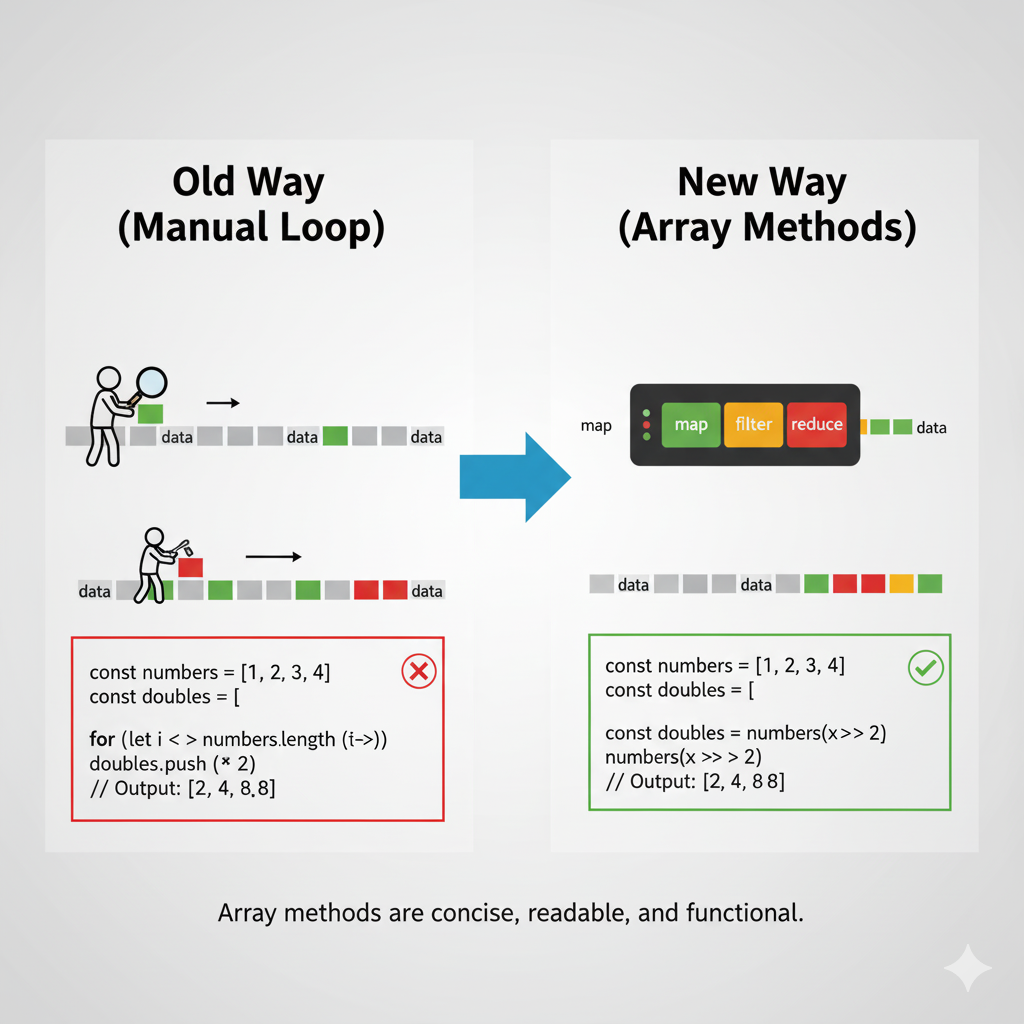 Old Way
(Manual Loop)
data data data
data data
const numbers = [1, 2, 3, 4]
const doubles = [
for (let i < > numbers.length (i->))
doubles.push (* 2)
// Output: [2, 4, 8,8]
New Way
(Array Methods)
map map filter reduce data
data data
const numbers = [1, 2, 3, 4]
const doubles = [
const doubles = numbers(x>> 2)
numbers(x >> > 2)
// Output: [2, 4, 8 8]
Array methods are concise, readable, and functional.